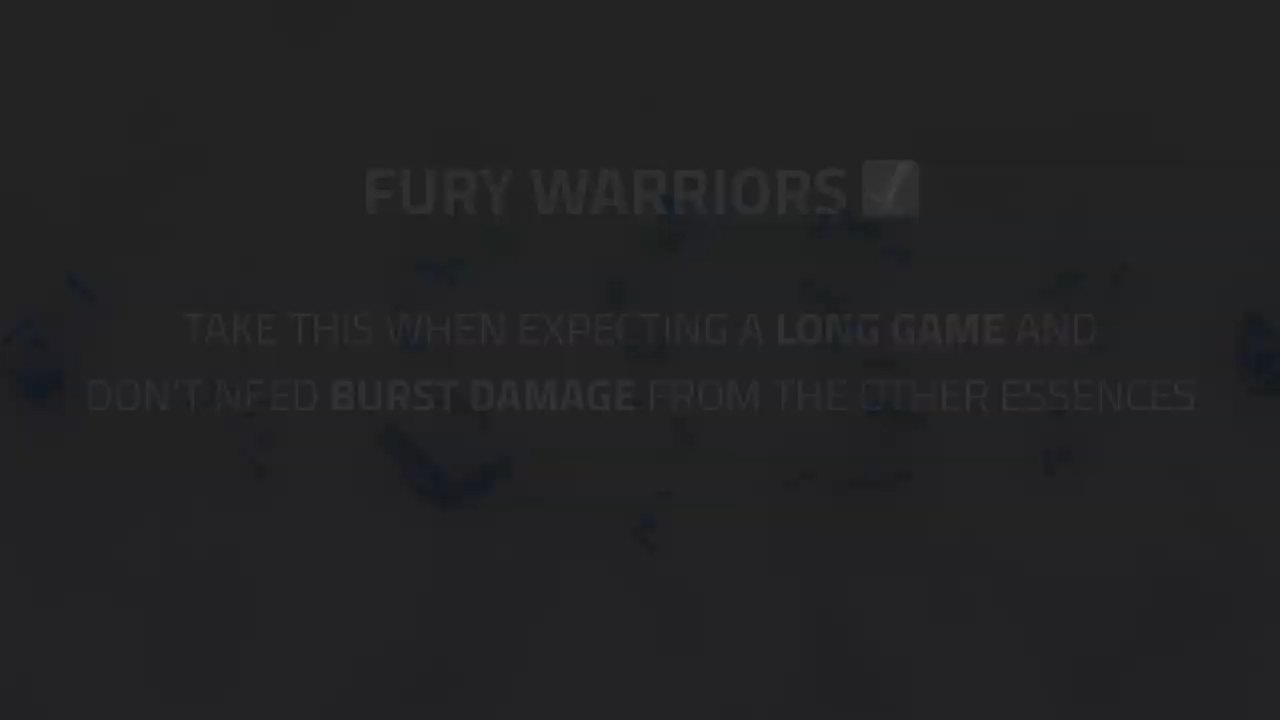 FURY WARRIORS
TAKE THIS WHEN EXPECTING A LONG GAME AND
DON'T NEED BURST DAMAGE FROM THE OTHER ESSENCES